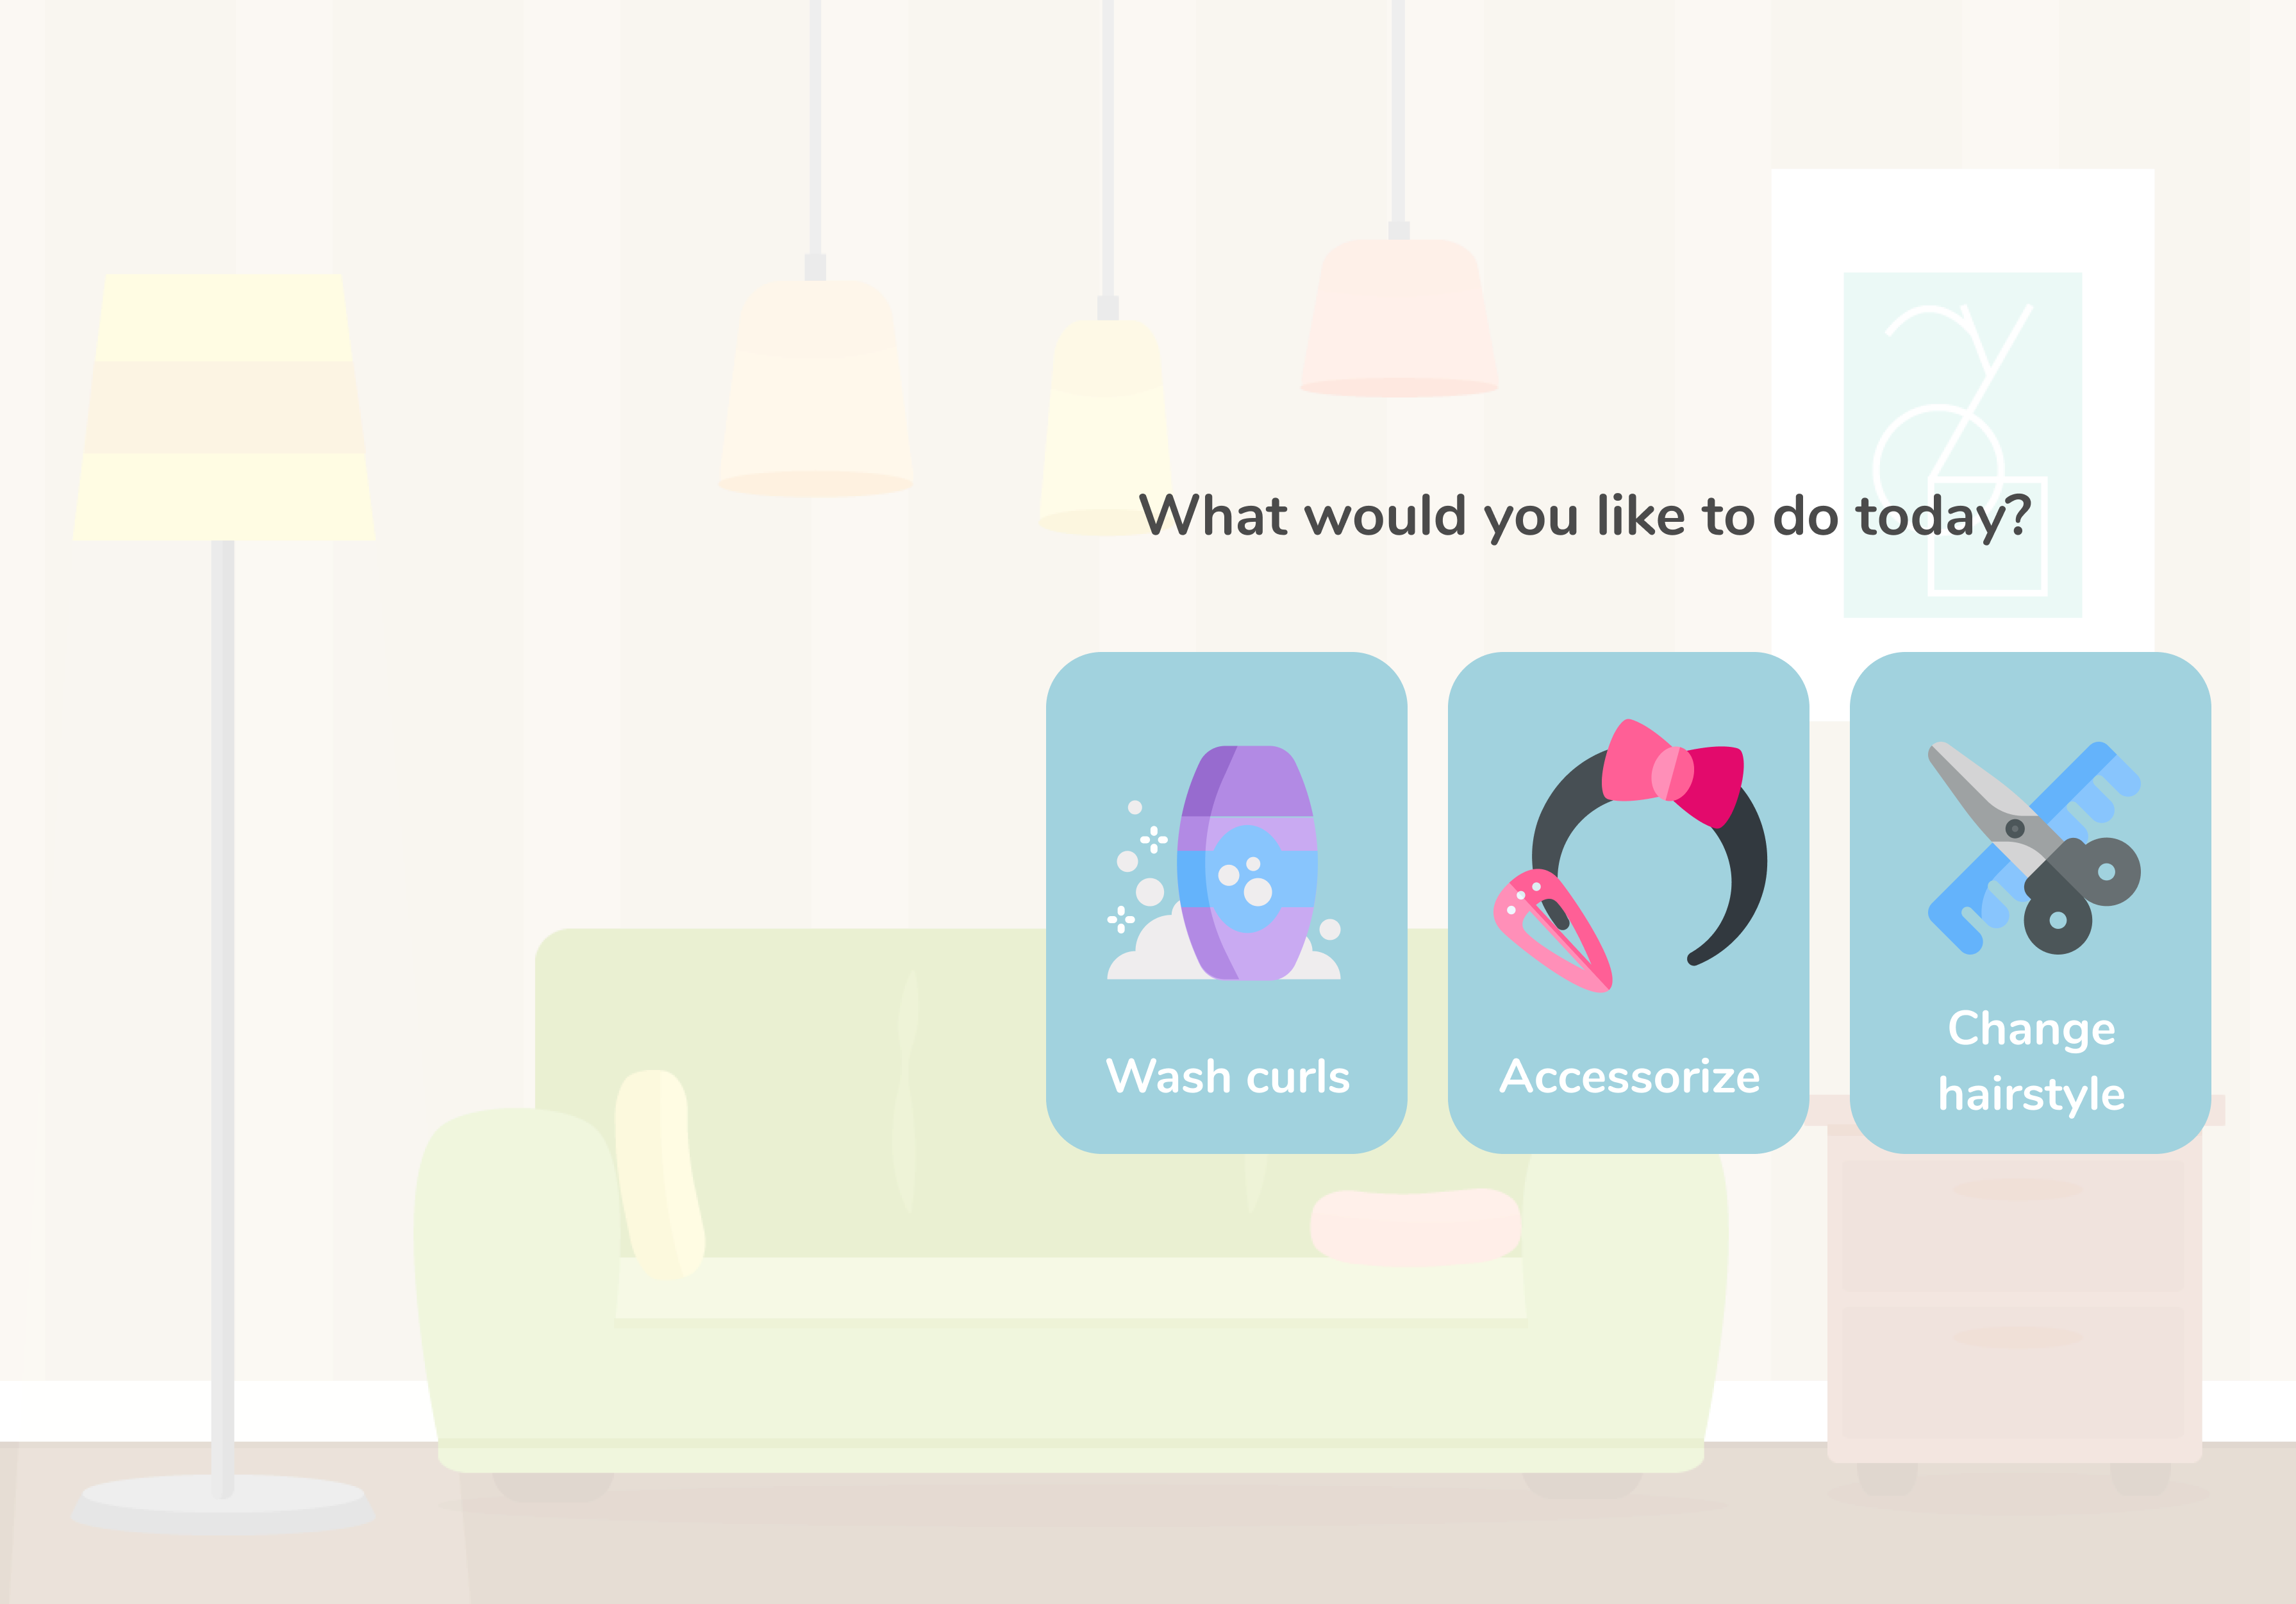 What would you like to do today?
Wash curls
Accessorize
Change
hairstyle